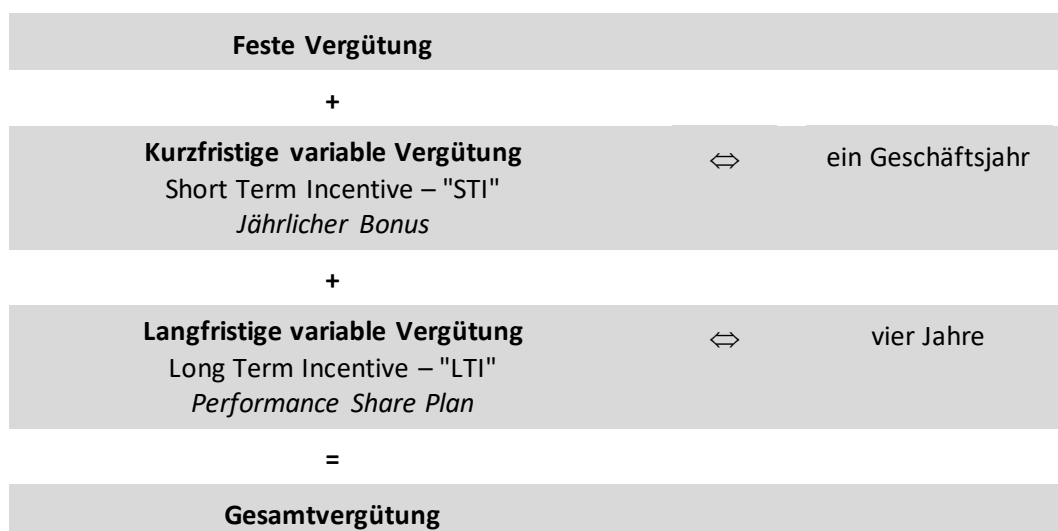 Feste Vergütung
+
Kurzfristige variable Vergütung ⇔ ein Geschäftsjahr
Short Term Incentive – "STI"
Jährlicher Bonus
+
Langfristige variable Vergütung ⇔ vier Jahre
Long Term Incentive – "LTI"
Performance Share Plan
=
Gesamtvergütung